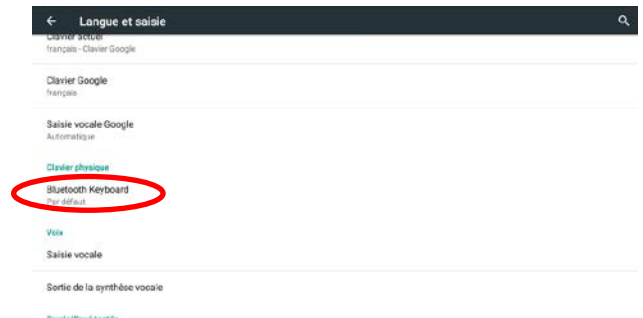 Langue et saisie
Clavier actuel
français - Clavier Google
Clavier Google
français
Saisie vocale Google
Automatique
Clavier physique
Bluetooth Keyboard
Par défaut
Voix
Saisie vocale
Sortie de la synthèse vocale